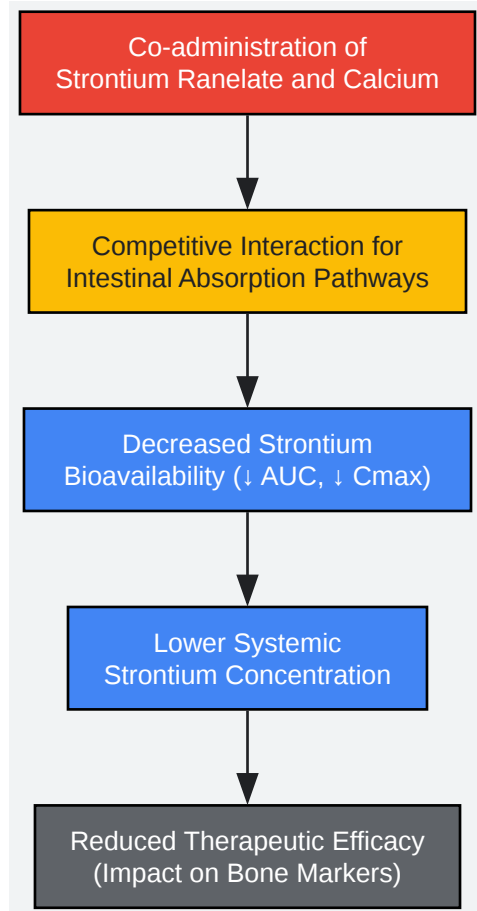 Co-administration of
Strontium Ranelate and Calcium
Competitive Interaction for
Intestinal Absorption Pathways
Decreased Strontium
Bioavailability (↓ AUC, ↓ Cmax)
Lower Systemic
Strontium Concentration
Reduced Therapeutic Efficacy
(Impact on Bone Markers)